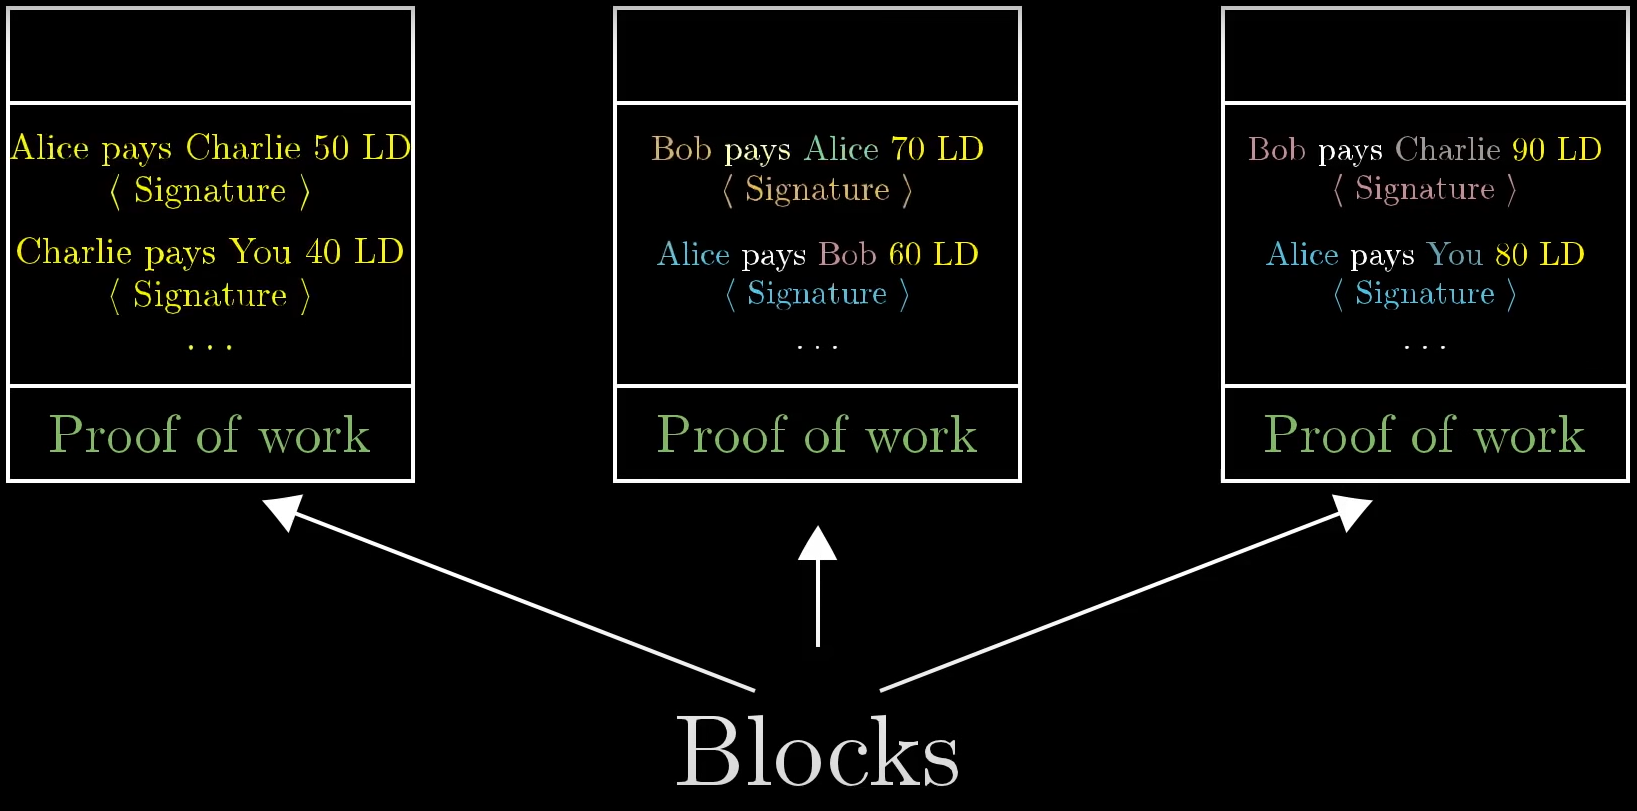 Alice pays Charlie 50 LD
⟨ Signature ⟩
Charlie pays You 40 LD
⟨ Signature ⟩
...
Proof of work
Bob pays Alice 70 LD
⟨ Signature ⟩
Alice pays Bob 60 LD
⟨ Signature ⟩
...
Proof of work
Bob pays Charlie 90 LD
⟨ Signature ⟩
Alice pays You 80 LD
⟨ Signature ⟩
...
Proof of work
Blocks